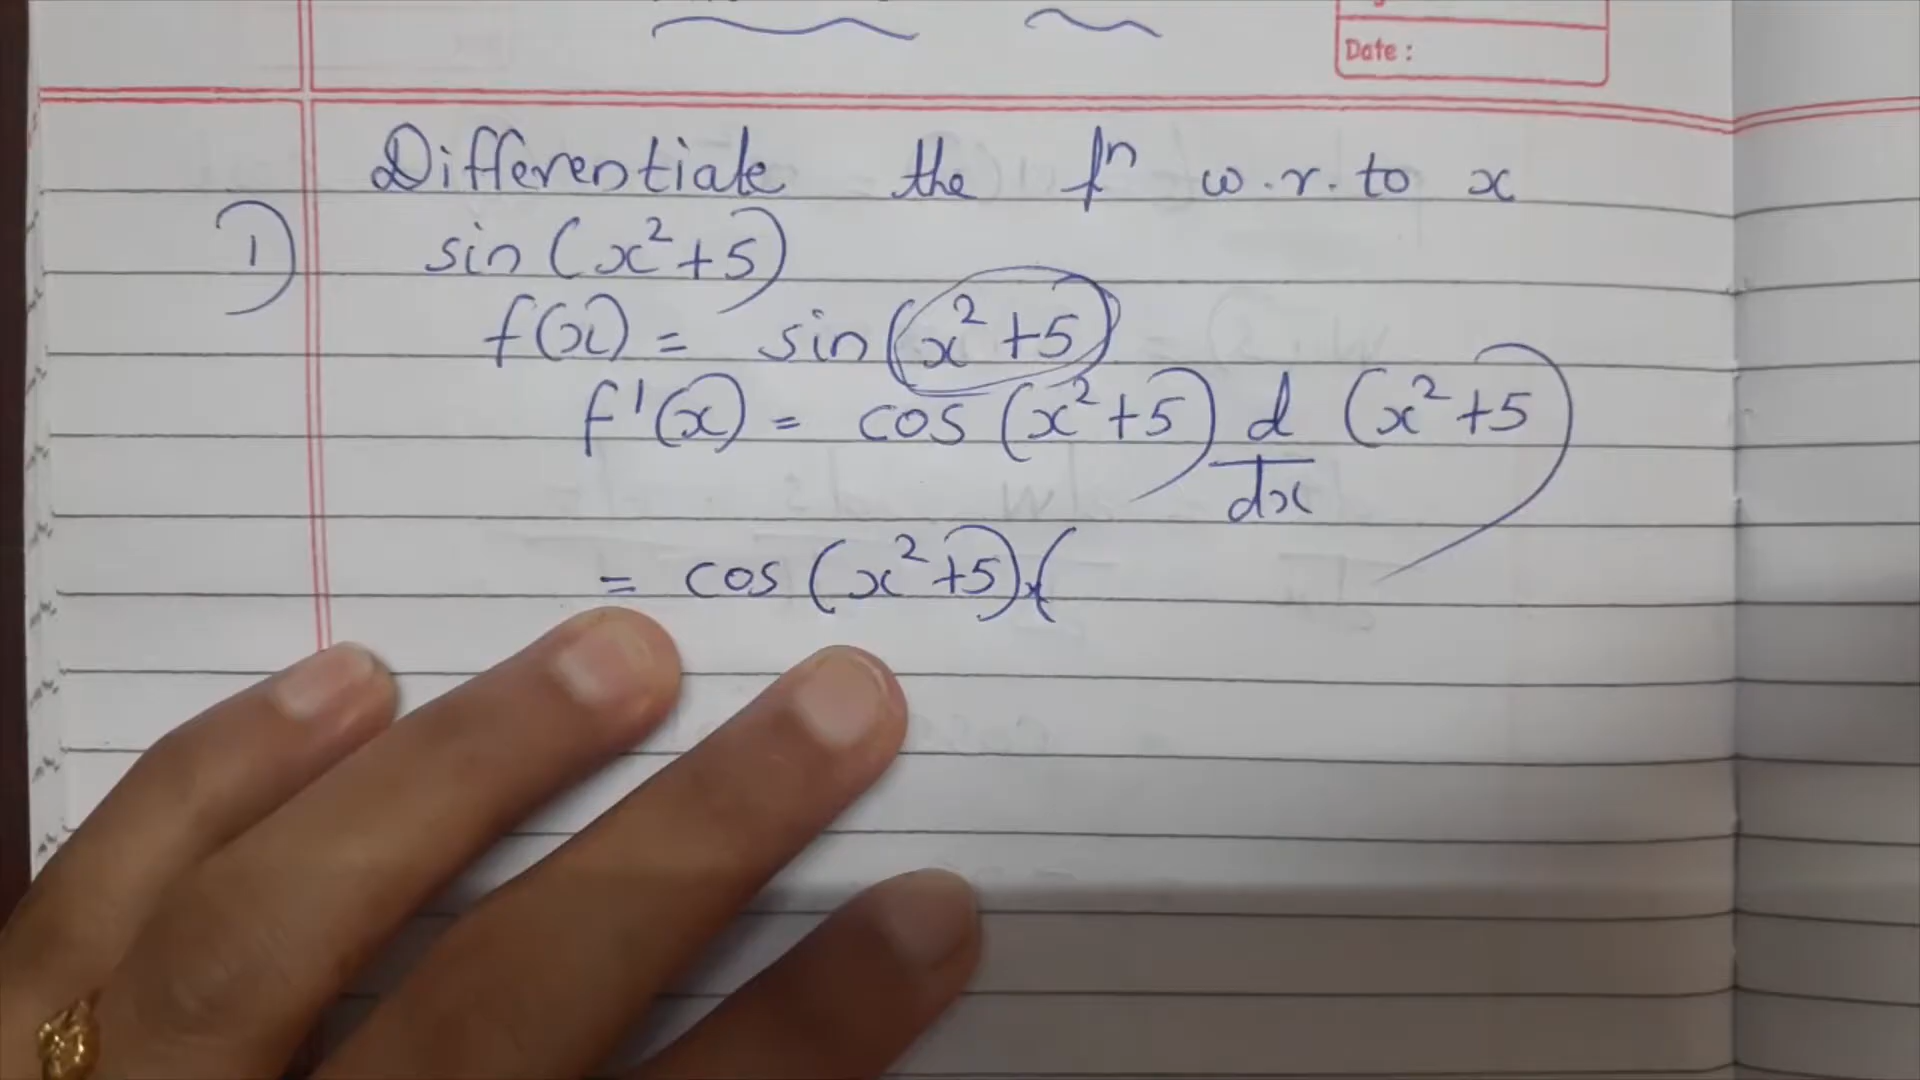 Date :
Differentiate the fⁿ w.r.to x
1) sin (x²+5)
f(x) = sin (x²+5)
f'(x) = cos (x²+5) d/dx (x²+5)
= cos (x²+5)×(